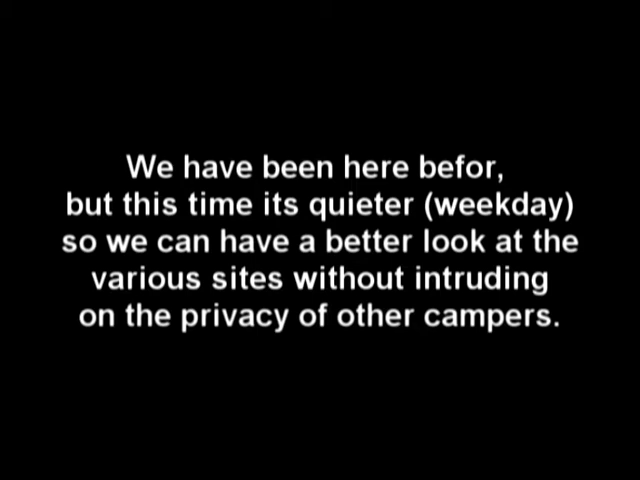 We have been here befor,
but this time its quieter (weekday)
so we can have a better look at the
various sites without intruding
on the privacy of other campers.